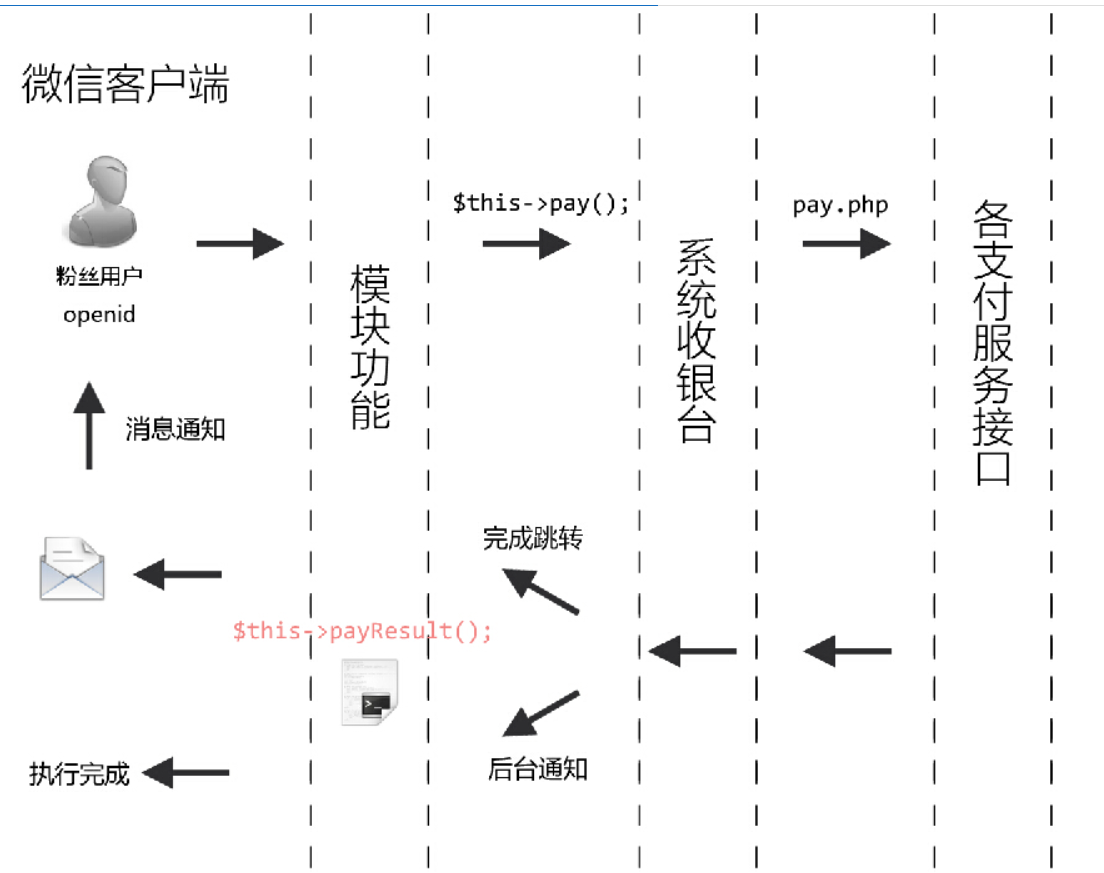 微信客户端
$this->pay();
pay.php
粉丝用户
openid
模块功能
系统收银台
各支付服务接口
消息通知
完成跳转
$this->payResult();
后台通知
执行完成